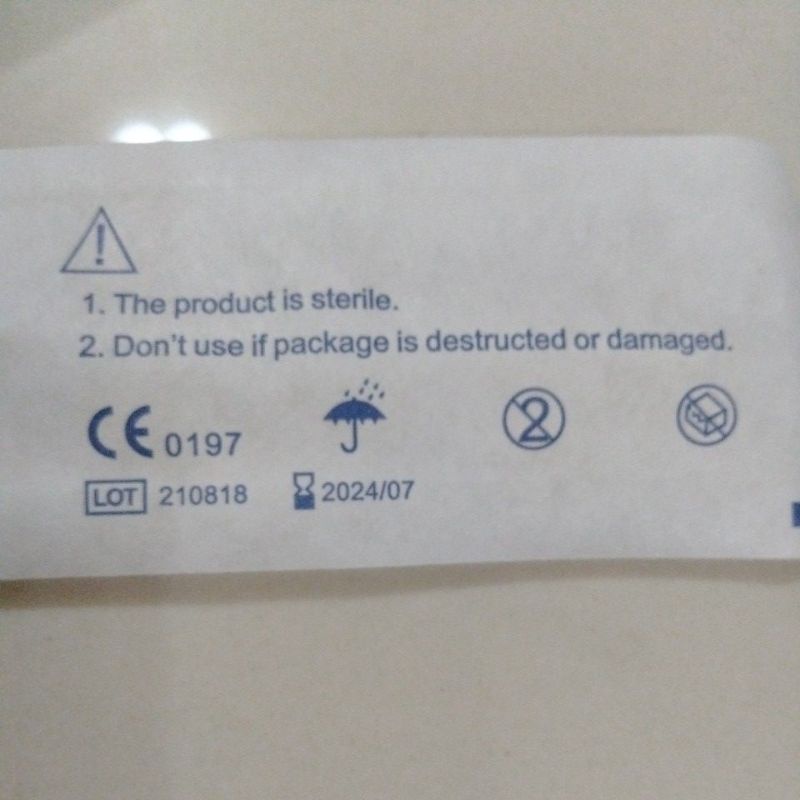 !
1. The product is sterile.
2. Don't use if package is destructed or damaged.
CE 0197
2
LOT 210818
2024/07